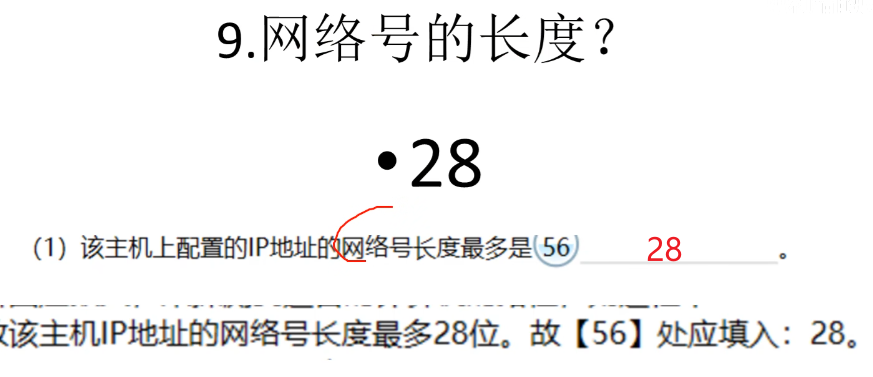 9.网络号的长度?
•28
（1）该主机上配置的IP地址的网络号长度最多是 56 28 。
故该主机IP地址的网络号长度最多28位。故【56】处应填入：28。